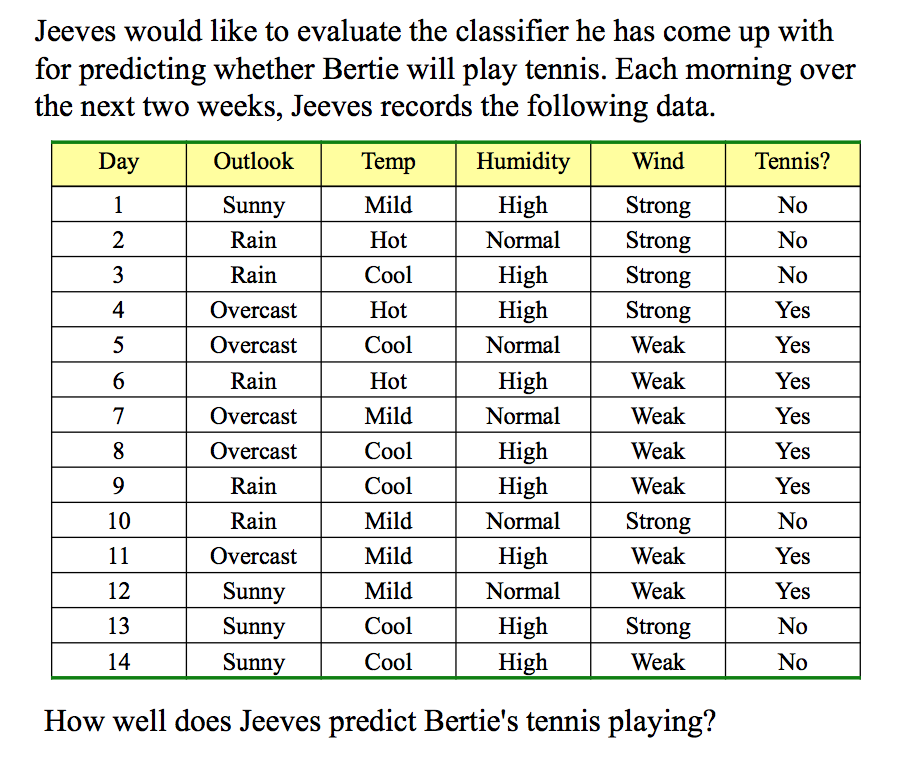 Jeeves would like to evaluate the classifier he has come up with
for predicting whether Bertie will play tennis. Each morning over
the next two weeks, Jeeves records the following data.
Day Outlook Temp Humidity Wind Tennis?
1 Sunny Mild High Strong No
2 Rain Hot Normal Strong No
3 Rain Cool High Strong No
4 Overcast Hot High Strong Yes
5 Overcast Cool Normal Weak Yes
6 Rain Hot High Weak Yes
7 Overcast Mild Normal Weak Yes
8 Overcast Cool High Weak Yes
9 Rain Cool High Weak Yes
10 Rain Mild Normal Strong No
11 Overcast Mild High Weak Yes
12 Sunny Mild Normal Weak Yes
13 Sunny Cool High Strong No
14 Sunny Cool High Weak No
How well does Jeeves predict Bertie's tennis playing?